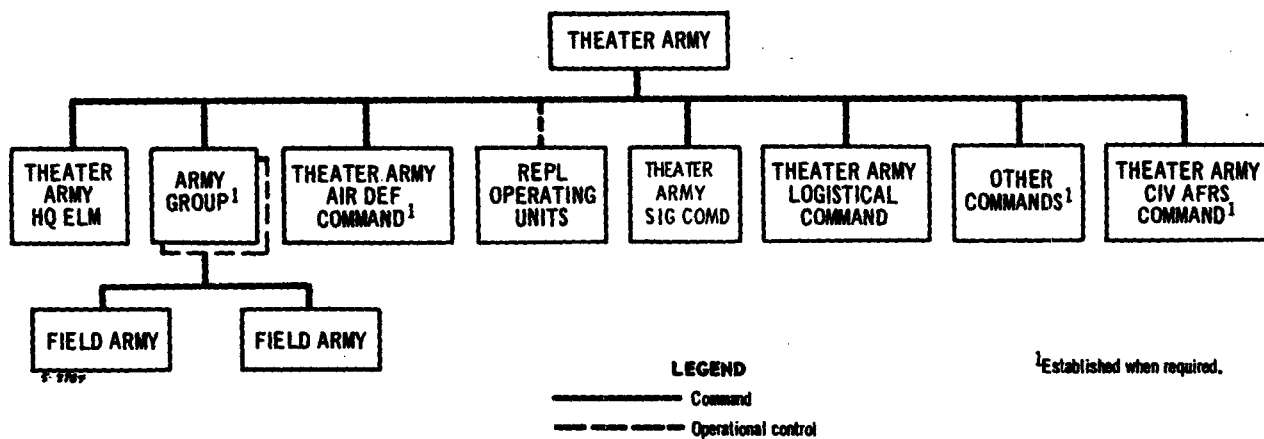 THEATER ARMY
THEATER
ARMY
HQ ELM
ARMY
GROUP¹
THEATER ARMY
AIR DEF
COMMAND¹
REPL
OPERATING
UNITS
THEATER
ARMY
SIG COMD
THEATER ARMY
LOGISTICAL
COMMAND
OTHER
COMMANDS¹
THEATER ARMY
CIV AFRS
COMMAND¹
FIELD ARMY
FIELD ARMY
LEGEND
Command
Operational control
¹Established when required.